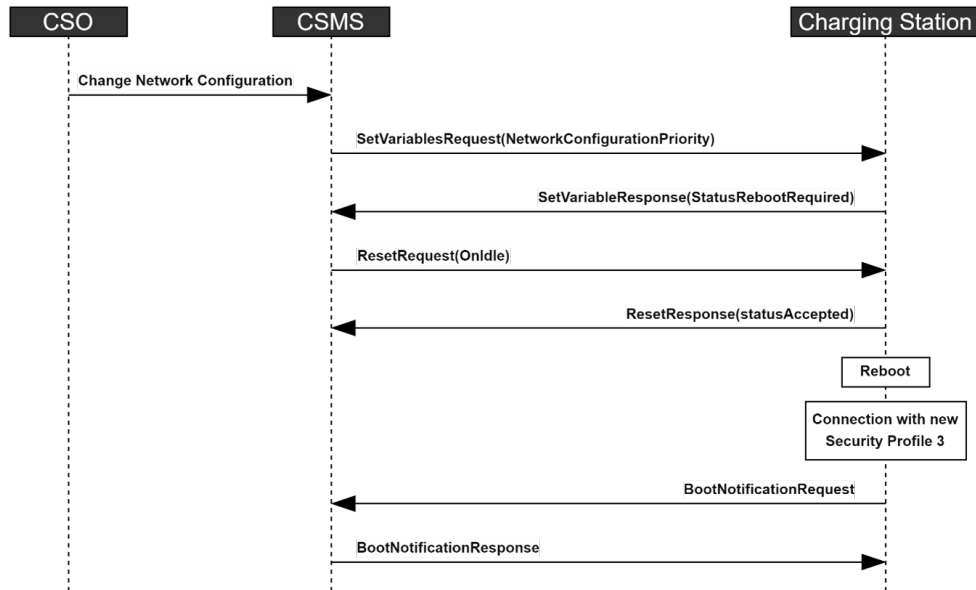 CSO
CSMS
Charging Station
Change Network Configuration
SetVariablesRequest(NetworkConfigurationPriority)
SetVariableResponse(StatusRebootRequired)
ResetRequest(OnIdle)
ResetResponse(statusAccepted)
Reboot
Connection with new
Security Profile 3
BootNotificationRequest
BootNotificationResponse